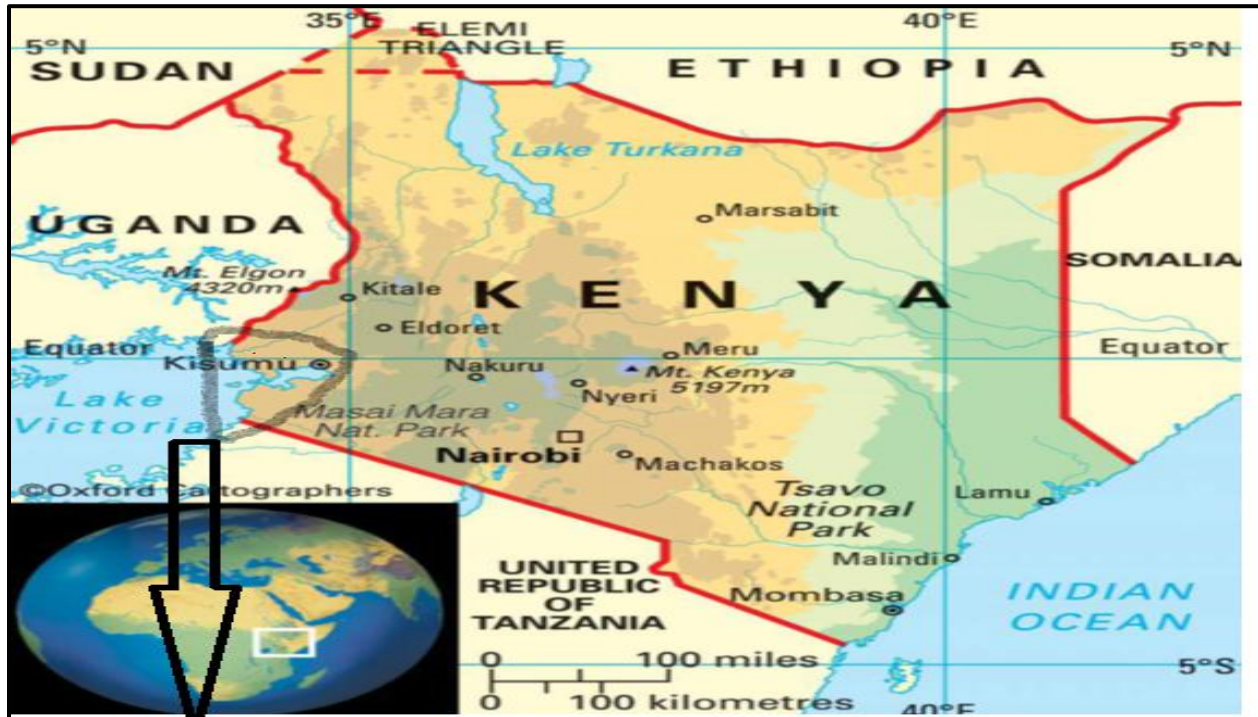 35°E
40°E
ELEMI
TRIANGLE
5°N
5°N
SUDAN
ETHIOPIA
Lake Turkana
UGANDA
Marsabit
SOMALIA
Mt. Elgon
4320m
Kitale
KENYA
Eldoret
Equator
Equator
Kisumu
Nakuru
Meru
Mt. Kenya
5197m
Nyeri
Lake
Victoria
Masai Mara
Nat. Park
Nairobi
Machakos
©Oxford Cartographers
Tsavo
National
Park
Lamu
Malindi
UNITED
REPUBLIC
OF
TANZANIA
Mombasa
INDIAN
OCEAN
0 100 miles
0 100 kilometres
5°S
40°E